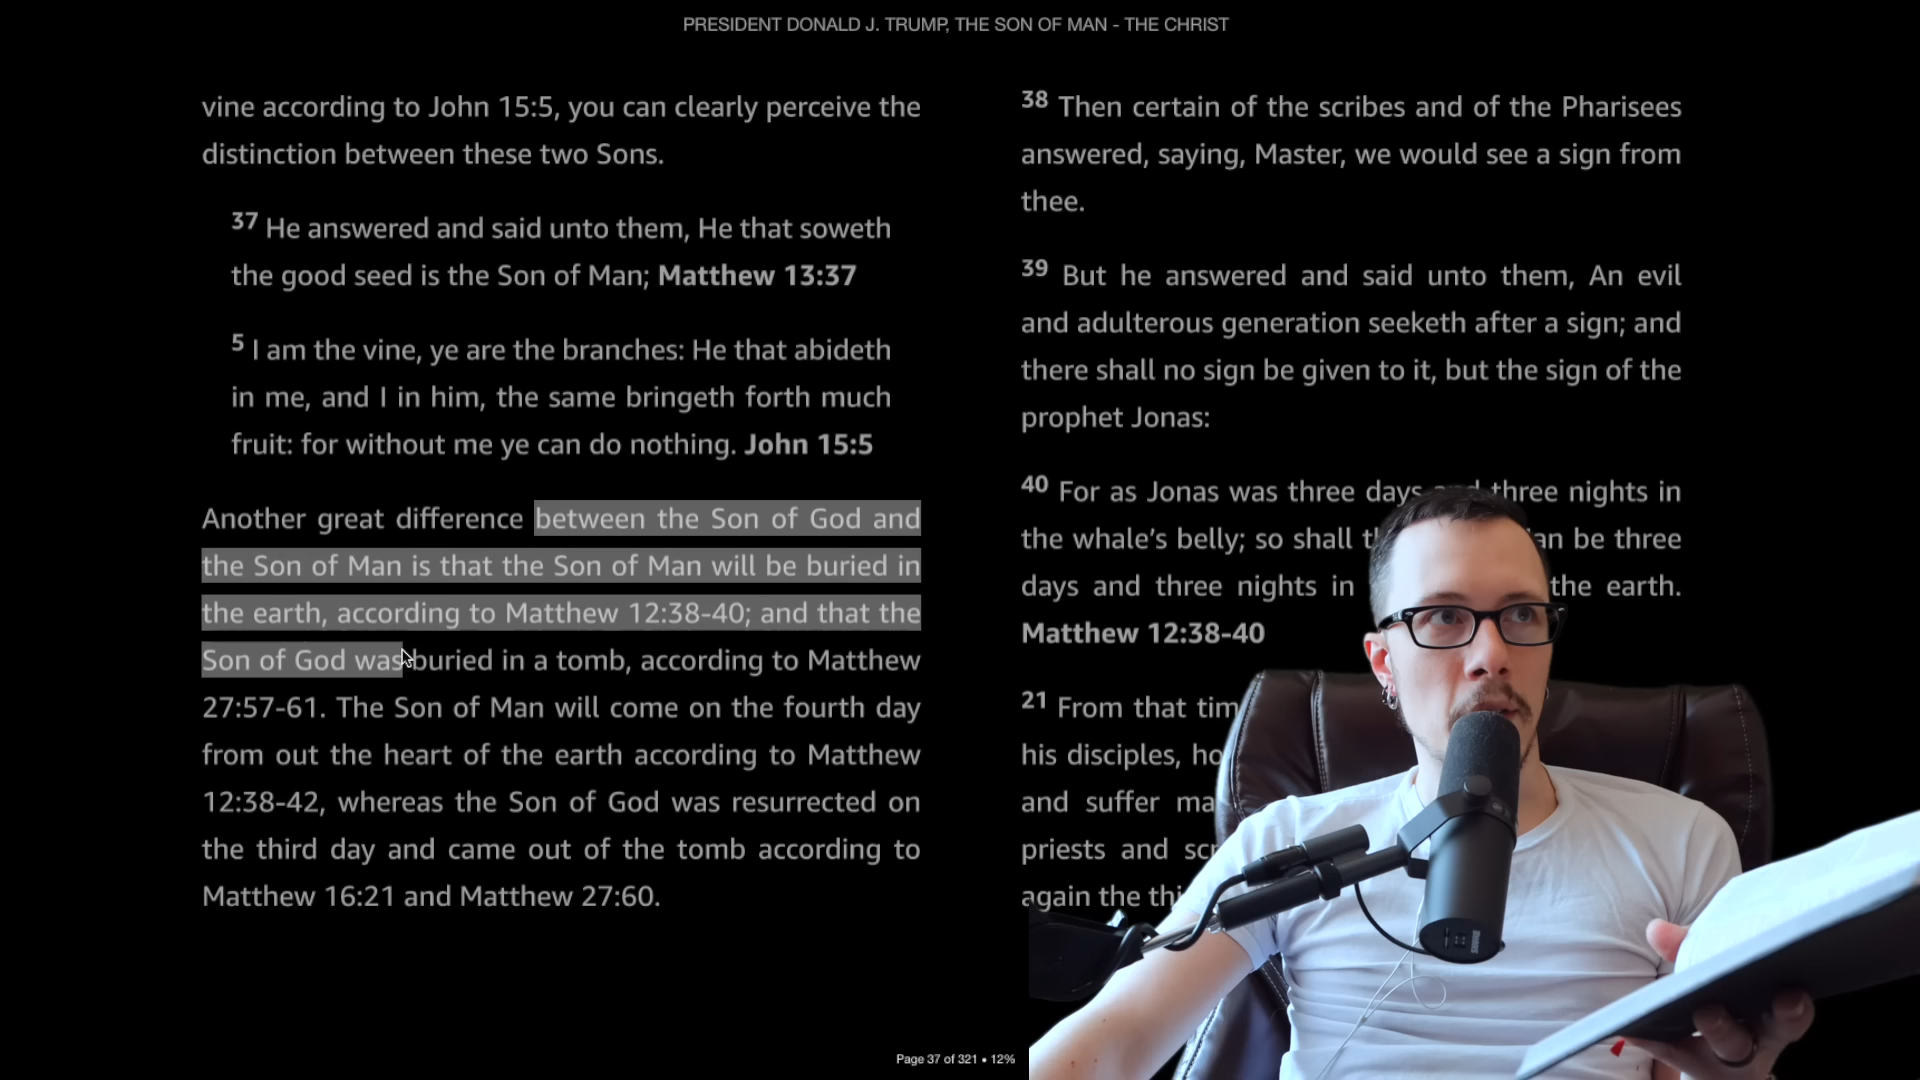 PRESIDENT DONALD J. TRUMP, THE SON OF MAN - THE CHRIST
vine according to John 15:5, you can clearly perceive the
distinction between these two Sons.
37 He answered and said unto them, He that soweth
the good seed is the Son of Man; Matthew 13:37
5 I am the vine, ye are the branches: He that abideth
in me, and I in him, the same bringeth forth much
fruit: for without me ye can do nothing. John 15:5
Another great difference between the Son of God and
the Son of Man is that the Son of Man will be buried in
the earth, according to Matthew 12:38-40; and that the
Son of God was buried in a tomb, according to Matthew
27:57-61. The Son of Man will come on the fourth day
from out the heart of the earth according to Matthew
12:38-42, whereas the Son of God was resurrected on
the third day and came out of the tomb according to
Matthew 16:21 and Matthew 27:60.
38 Then certain of the scribes and of the Pharisees
answered, saying, Master, we would see a sign from
thee.
39 But he answered and said unto them, An evil
and adulterous generation seeketh after a sign; and
there shall no sign be given to it, but the sign of the
prophet Jonas:
40 For as Jonas was three days and three nights in
the whale's belly; so shall be three
days and three nights in the earth.
Matthew 12:38-40
21 From that
his disciples,
and suffer
priests and
again the
Page 37 of 321 • 12%